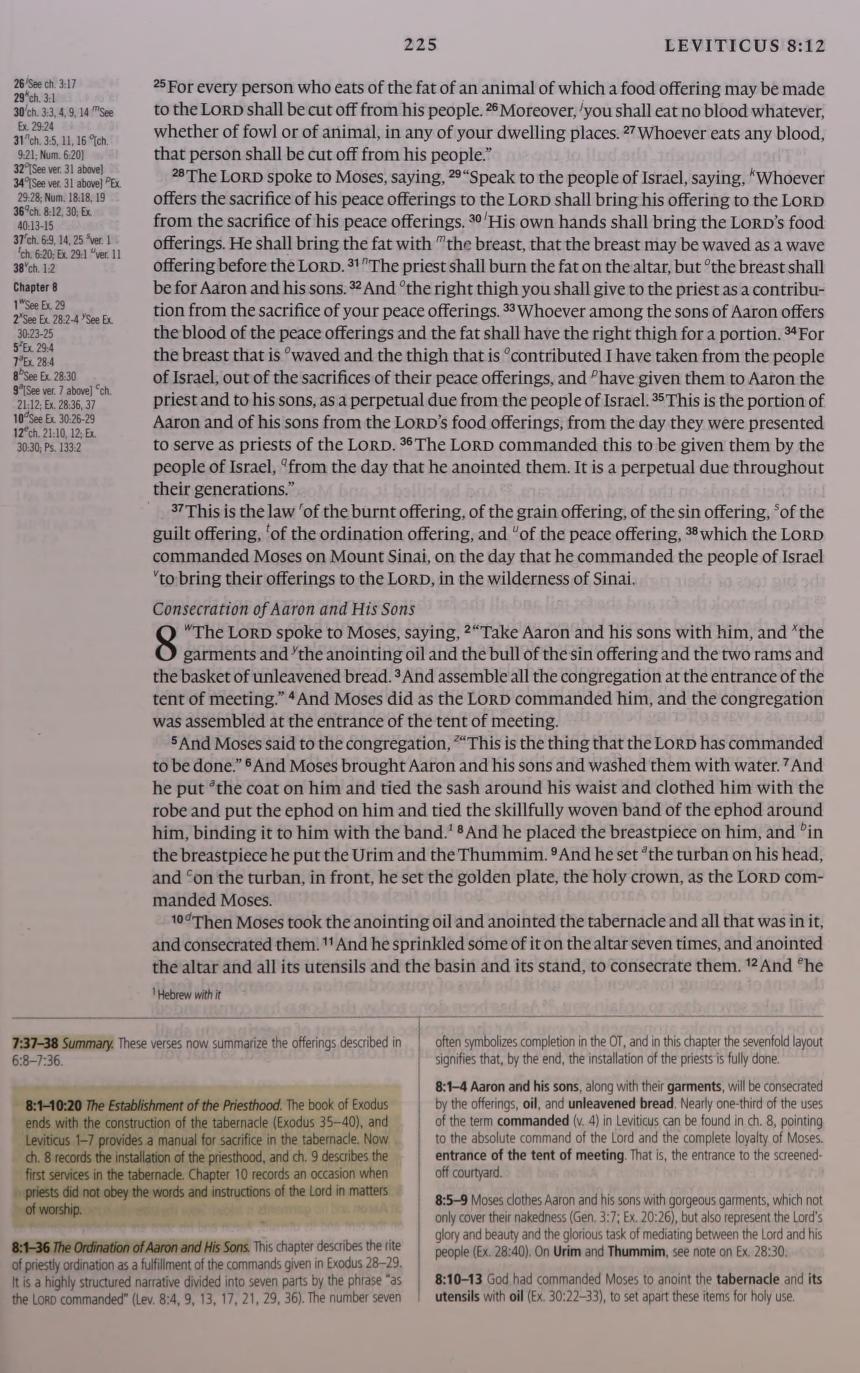 225
LEVITICUS 8:12
26 l See ch. 3:17
29 k ch. 3:1
30 l ch. 3:3, 4, 9, 14 m See
Ex. 29:24
31 n ch. 3:5, 11, 16 o [ch.
9:21; Num. 6:20]
32 o [See ver. 31 above]
34 o [See ver. 31 above] p Ex.
29:28; Num. 18:18, 19
36 q ch. 8:12, 30; Ex.
40:13-15
37 r ch. 6:9, 14, 25 s ver. 1
t ch. 6:20; Ex. 29:1 u ver. 11
38 v ch. 1:2
Chapter 8
1 w See Ex. 29
2 x See Ex. 28:2-4 y See Ex.
30:23-25
5 z Ex. 29:4
7 a Ex. 28:4
8 b See Ex. 28:30
9 a [See ver. 7 above] c ch.
21:12; Ex. 28:36, 37
10 d See Ex. 30:26-29
12 e ch. 21:10, 12; Ex.
30:30; Ps. 133:2
25 For every person who eats of the fat of an animal of which a food offering may be made
to the LORD shall be cut off from his people. 26 Moreover, j you shall eat no blood whatever,
whether of fowl or of animal, in any of your dwelling places. 27 Whoever eats any blood,
that person shall be cut off from his people.”
28 The LORD spoke to Moses, saying, 29 “Speak to the people of Israel, saying, k Whoever
offers the sacrifice of his peace offerings to the LORD shall bring his offering to the LORD
from the sacrifice of his peace offerings. 30 l His own hands shall bring the LORD’s food
offerings. He shall bring the fat with m the breast, that the breast may be waved as a wave
offering before the LORD. 31 n The priest shall burn the fat on the altar, but o the breast shall
be for Aaron and his sons. 32 And o the right thigh you shall give to the priest as a contribu-
tion from the sacrifice of your peace offerings. 33 Whoever among the sons of Aaron offers
the blood of the peace offerings and the fat shall have the right thigh for a portion. 34 For
the breast that is o waved and the thigh that is o contributed I have taken from the people
of Israel, out of the sacrifices of their peace offerings, and p have given them to Aaron the
priest and to his sons, as a perpetual due from the people of Israel. 35 This is the portion of
Aaron and of his sons from the LORD’s food offerings, from the day they were presented
to serve as priests of the LORD. 36 The LORD commanded this to be given them by the
people of Israel, q from the day that he anointed them. It is a perpetual due throughout
their generations.”
37 This is the law r of the burnt offering, of the grain offering, of the sin offering, s of the
guilt offering, t of the ordination offering, and u of the peace offering, 38 which the LORD
commanded Moses on Mount Sinai, on the day that he commanded the people of Israel
v to bring their offerings to the LORD, in the wilderness of Sinai.
Consecration of Aaron and His Sons
8 w The LORD spoke to Moses, saying, 2 “Take Aaron and his sons with him, and x the
garments and y the anointing oil and the bull of the sin offering and the two rams and
the basket of unleavened bread. 3 And assemble all the congregation at the entrance of the
tent of meeting.” 4 And Moses did as the LORD commanded him, and the congregation
was assembled at the entrance of the tent of meeting.
5 And Moses said to the congregation, z “This is the thing that the LORD has commanded
to be done.” 6 And Moses brought Aaron and his sons and washed them with water. 7 And
he put a the coat on him and tied the sash around his waist and clothed him with the
robe and put the ephod on him and tied the skillfully woven band of the ephod around
him, binding it to him with the band. 1 8 And he placed the breastpiece on him, and b in
the breastpiece he put the Urim and the Thummim. 9 And he set a the turban on his head,
and c on the turban, in front, he set the golden plate, the holy crown, as the LORD com-
manded Moses.
10 d Then Moses took the anointing oil and anointed the tabernacle and all that was in it,
and consecrated them. 11 And he sprinkled some of it on the altar seven times, and anointed
the altar and all its utensils and the basin and its stand, to consecrate them. 12 And e he
1 Hebrew with it
7:37–38 Summary. These verses now summarize the offerings described in
6:8–7:36.
8:1–10:20 The Establishment of the Priesthood. The book of Exodus
ends with the construction of the tabernacle (Exodus 35–40), and
Leviticus 1–7 provides a manual for sacrifice in the tabernacle. Now
ch. 8 records the installation of the priesthood, and ch. 9 describes the
first services in the tabernacle. Chapter 10 records an occasion when
priests did not obey the words and instructions of the Lord in matters
of worship.
8:1–36 The Ordination of Aaron and His Sons. This chapter describes the rite
of priestly ordination as a fulfillment of the commands given in Exodus 28–29.
It is a highly structured narrative divided into seven parts by the phrase “as
the LORD commanded” (Lev. 8:4, 9, 13, 17, 21, 29, 36). The number seven
often symbolizes completion in the OT, and in this chapter the sevenfold layout
signifies that, by the end, the installation of the priests is fully done.
8:1–4 Aaron and his sons, along with their garments, will be consecrated
by the offerings, oil, and unleavened bread. Nearly one-third of the uses
of the term commanded (v. 4) in Leviticus can be found in ch. 8, pointing
to the absolute command of the Lord and the complete loyalty of Moses.
entrance of the tent of meeting. That is, the entrance to the screened-
off courtyard.
8:5–9 Moses clothes Aaron and his sons with gorgeous garments, which not
only cover their nakedness (Gen. 3:7; Ex. 20:26), but also represent the Lord’s
glory and beauty and the glorious task of mediating between the Lord and his
people (Ex. 28:40). On Urim and Thummim, see note on Ex. 28:30.
8:10–13 God had commanded Moses to anoint the tabernacle and its
utensils with oil (Ex. 30:22–33), to set apart these items for holy use.